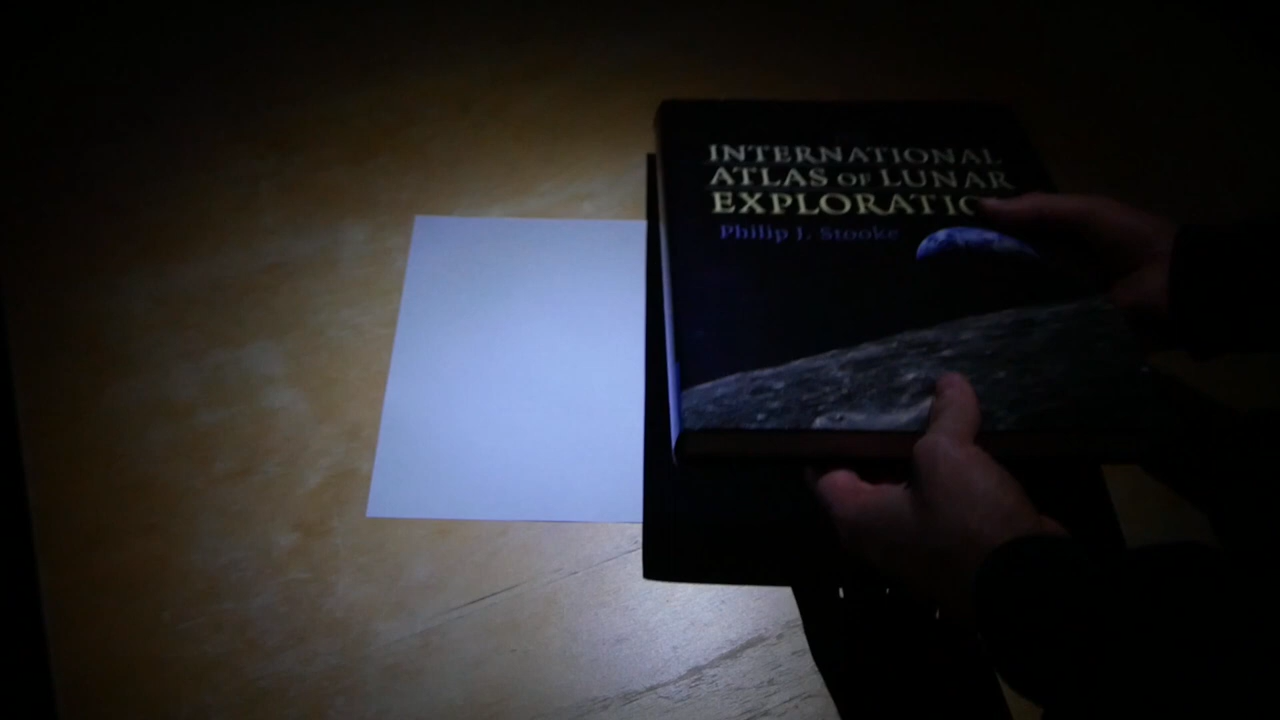 INTERNATIONAL
ATLAS OF LUNAR
EXPLORATIO
Philip J. Stooke